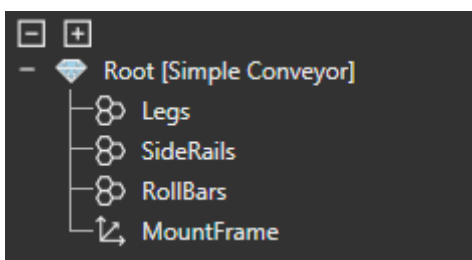 Root [Simple Conveyor]
Legs
SideRails
RollBars
MountFrame